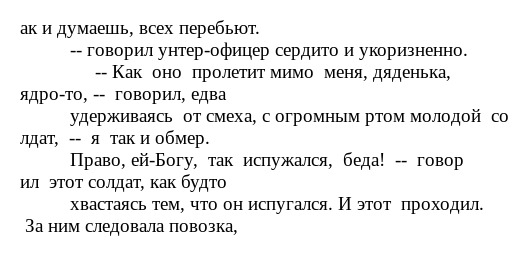 ак и думаешь, всех перебьют.
-- говорил унтер-офицер сердито и укоризненно.
-- Как оно пролетит мимо меня, дяденька,
ядро-то, -- говорил, едва
удерживаясь от смеха, с огромным ртом молодой со
лдат, -- я так и обмер.
Право, ей-Богу, так испужался, беда! -- говор
ил этот солдат, как будто
хвастаясь тем, что он испугался. И этот проходил.
За ним следовала повозка,